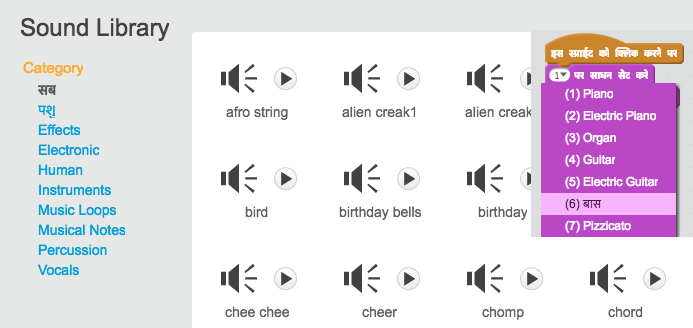 Sound Library
Category
सब
पशु
Effects
Electronic
Human
Instruments
Music Loops
Musical Notes
Percussion
Vocals
afro string
alien creak1
alien creak
bird
birthday bells
birthday
chee chee
cheer
chomp
chord
इस स्प्राईट को क्लिक करने पर
1 पर साधन सेट करे
(1) Piano
(2) Electric Piano
(3) Organ
(4) Guitar
(5) Electric Guitar
(6) बास
(7) Pizzicato